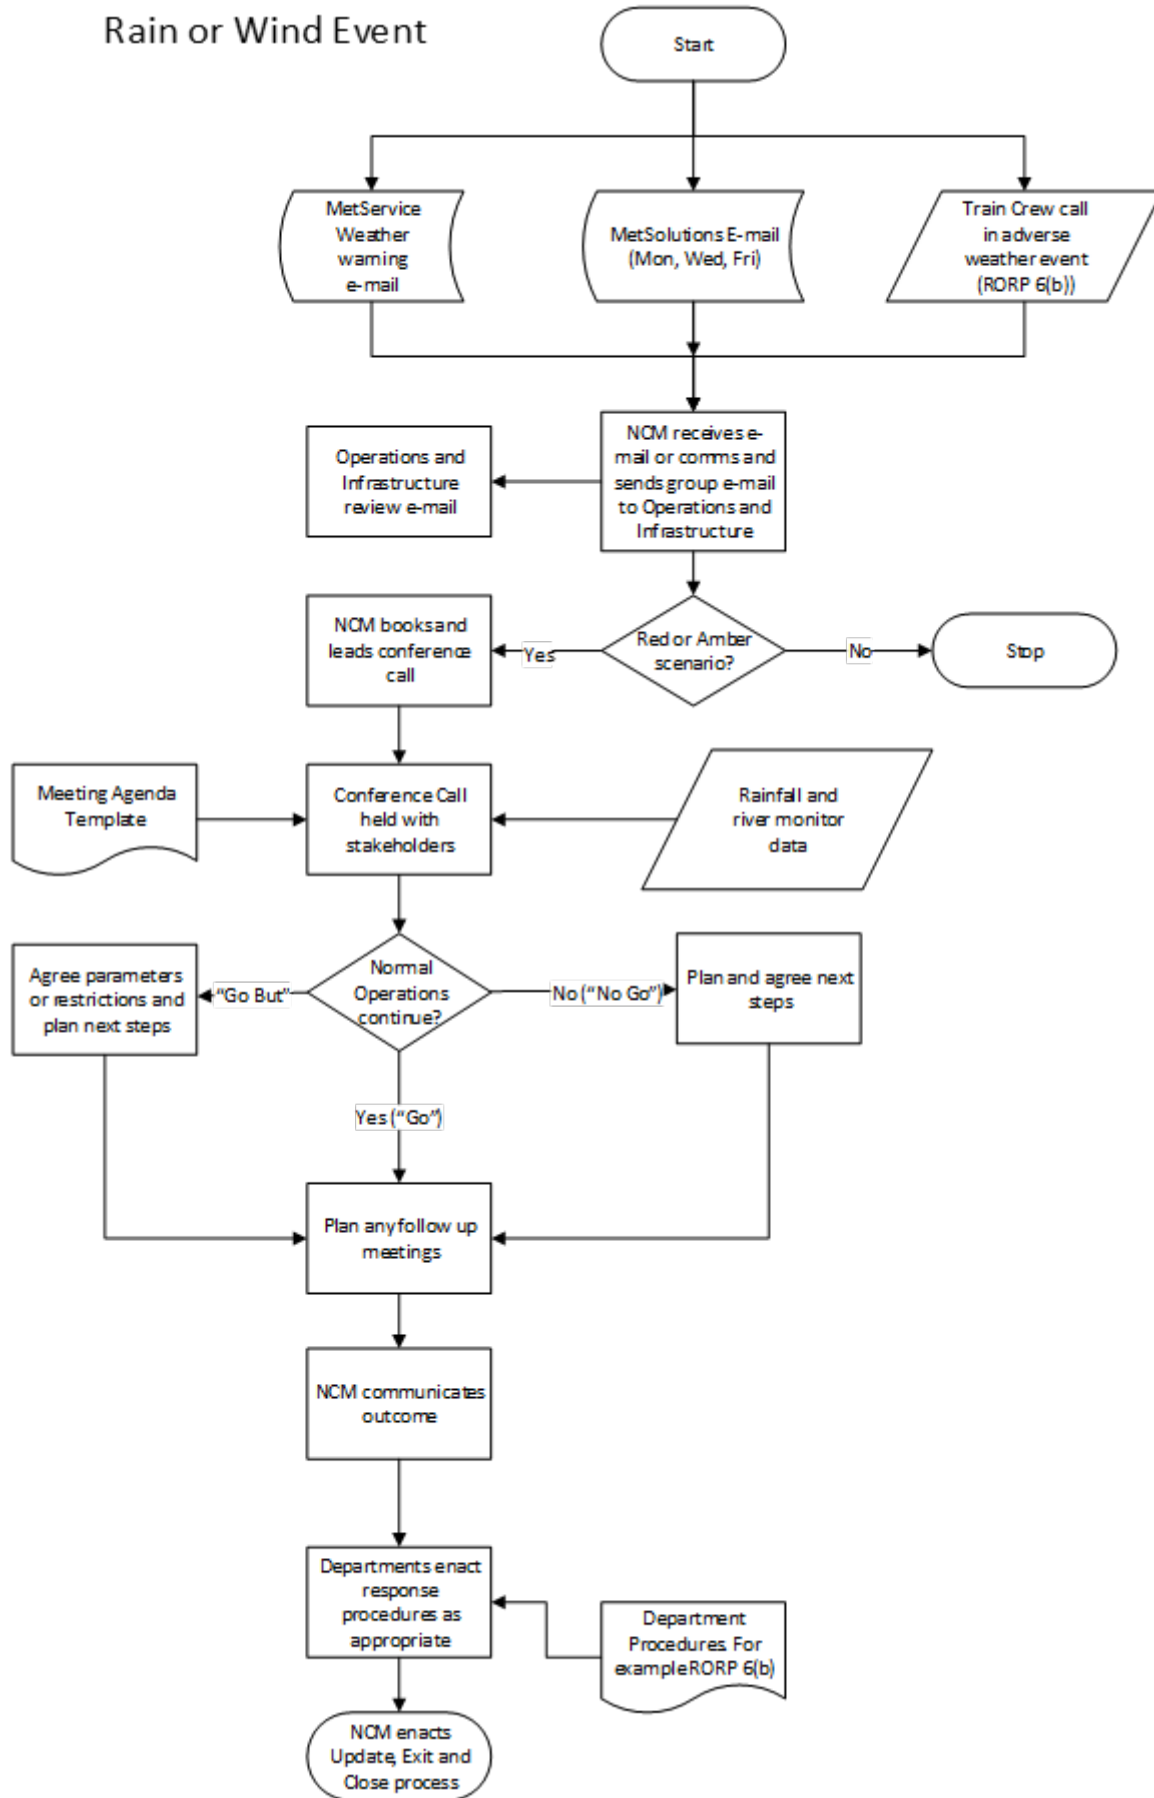 Rain or Wind Event
Start
MetService
Weather
warning
e-mail
MetSolutions E-mail
(Mon, Wed, Fri)
Train Crew call
in adverse
weather event
(RORP 6(b))
Operations and
Infrastructure
review e-mail
NCM receives e-
mail or comms and
sends group e-mail
to Operations and
Infrastructure
NCM books and
leads conference
call
Yes
Red or Amber
scenario?
No
Stop
Meeting Agenda
Template
Conference Call
held with
stakeholders
Rainfall and
river monitor
data
Agree parameters
or restrictions and
plan next steps
“Go But”
Normal
Operations
continue?
No (“No Go”)
Plan and agree next
steps
Yes (“Go”)
Plan any follow up
meetings
NCM communicates
outcome
Departments enact
response
procedures as
appropriate
Department
Procedures. For
example RORP 6(b)
NCM enacts
Update, Exit and
Close process